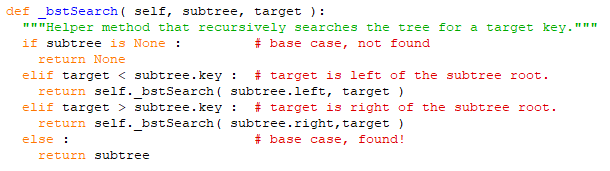 def _bstSearch( self, subtree, target ):
  """Helper method that recursively searches the tree for a target key."""
  if subtree is None :         # base case, not found
    return None
  elif target < subtree.key :  # target is left of the subtree root.
    return self._bstSearch( subtree.left, target )
  elif target > subtree.key :  # target is right of the subtree root.
    return self._bstSearch( subtree.right,target )
  else :                       # base case, found!
    return subtree